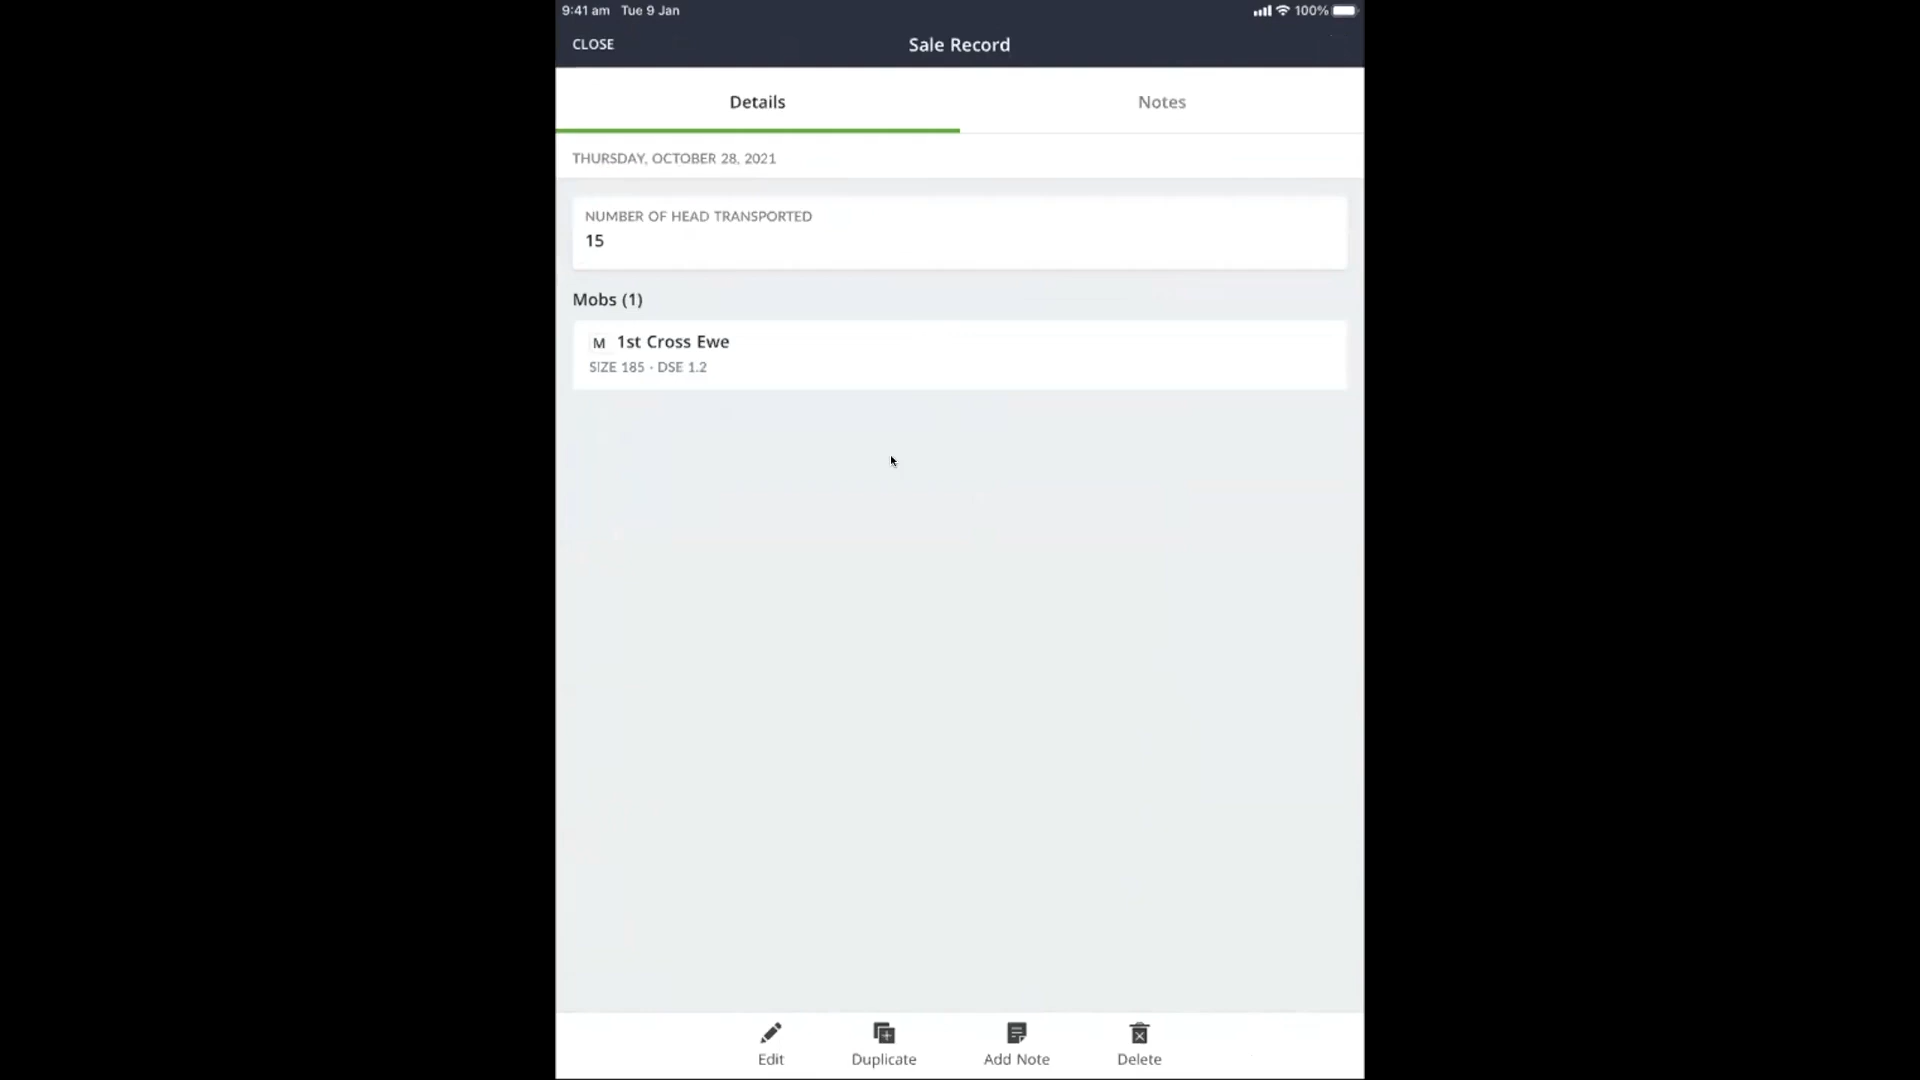 9:41 am Tue 9 Jan 100%
CLOSE Sale Record
Details Notes
THURSDAY, OCTOBER 28, 2021
NUMBER OF HEAD TRANSPORTED
15
Mobs (1)
M 1st Cross Ewe
SIZE 185 · DSE 1.2
Edit Duplicate Add Note Delete